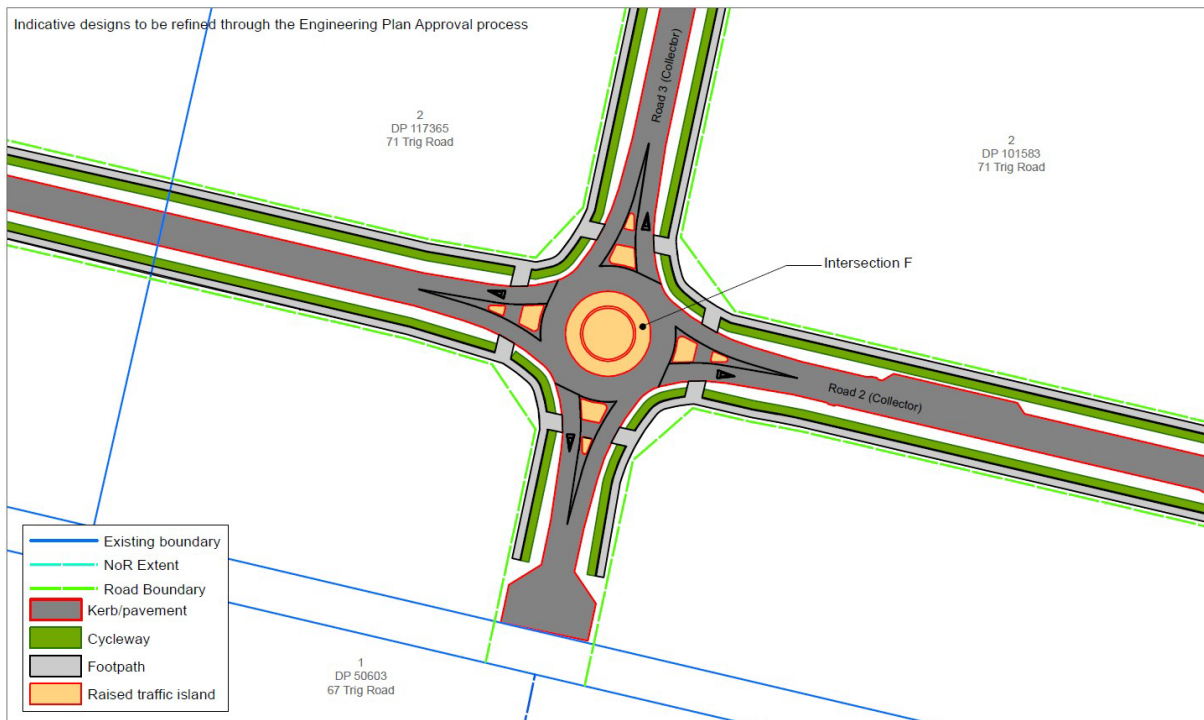 Indicative designs to be refined through the Engineering Plan Approval process
Road 3 (Collector)
2
DP 117365
71 Trig Road
2
DP 101583
71 Trig Road
Intersection F
Road 2 (Collector)
Existing boundary
NoR Extent
Road Boundary
Kerb/pavement
Cycleway
Footpath
Raised traffic island
1
DP 50603
67 Trig Road